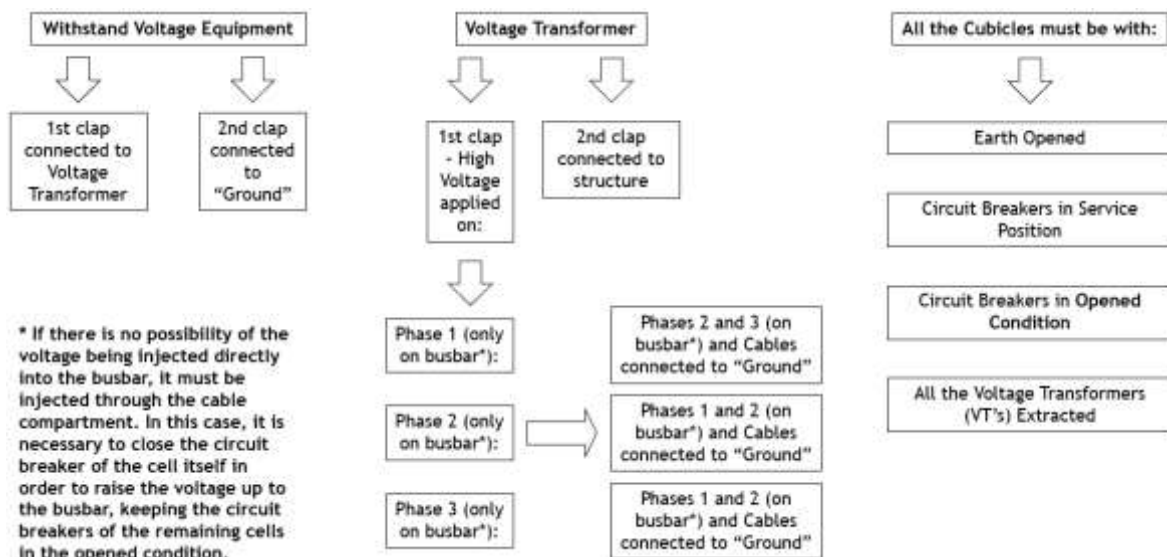 Withstand Voltage Equipment
1st clap
connected to
Voltage
Transformer
2nd clap
connected
to
“Ground”
* If there is no possibility of the
voltage being injected directly
into the busbar, it must be
injected through the cable
compartment. In this case, it is
necessary to close the circuit
breaker of the cell itself in
order to raise the voltage up to
the busbar, keeping the circuit
breakers of the remaining cells
in the opened condition.
Voltage Transformer
1st clap
- High
Voltage
applied
on:
2nd clap
connected to
structure
Phase 1 (only
on busbar*):
Phases 2 and 3 (on
busbar*) and Cables
connected to “Ground”
Phase 2 (only
on busbar*):
Phases 1 and 2 (on
busbar*) and Cables
connected to “Ground”
Phase 3 (only
on busbar*):
Phases 1 and 2 (on
busbar*) and Cables
connected to “Ground”
All the Cubicles must be with:
Earth Opened
Circuit Breakers in Service
Position
Circuit Breakers in Opened
Condition
All the Voltage Transformers
(VT’s) Extracted